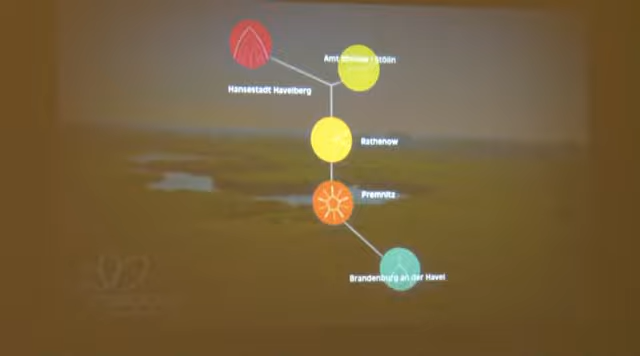 Amt Rhinow / Stölln
Hansestadt Havelberg
Rathenow
Premnitz
Brandenburg an der Havel